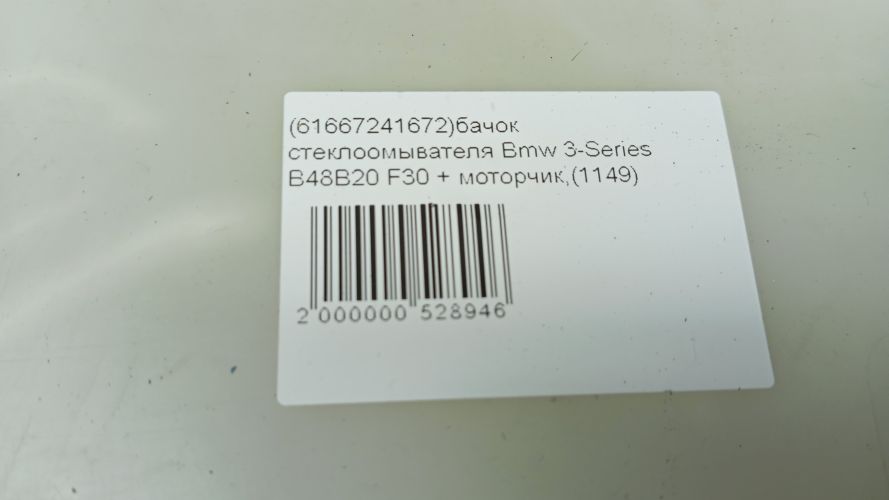 (61667241672)бачок
стеклоомывателя Bmw 3-Series
B48B20 F30 + моторчик,(1149)
2 000000 528946